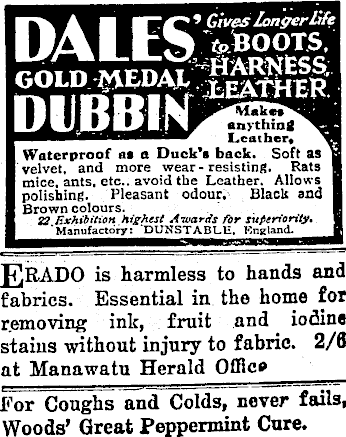 DALES' Gives Longer Life
to BOOTS,
GOLD MEDAL HARNESS,
DUBBIN LEATHER
Makes
anything
Leather,
Waterproof as a Duck's back. Soft as
velvet, and more wear-resisting. Rats
mice, ants, etc., avoid the Leather. Allows
polishing. Pleasant odour, Black and
Brown colours.
22 Exhibition highest Awards for superiority.
Manufactory: DUNSTABLE, England.
ERADO is harmless to hands and
fabrics. Essential in the home for
removing ink, fruit and iodine
stains without injury to fabric. 2/6
at Manawatu Herald Office
For Coughs and Colds, never fails,
Woods' Great Peppermint Cure.